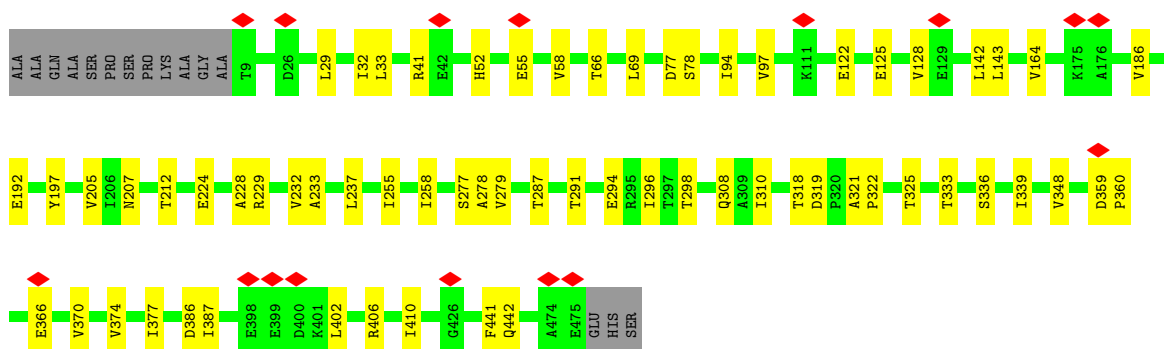 ALA ALA GLN ALA SER PRO SER PRO LYS ALA GLY ALA T9 D26 L29 I32 L33 R41 E42 H52 E55 V58 T66 L69 D77 S78 I94 V97 K111 E122 E125 V128 E129 L142 L143 V164 K175 A176 V186
E192 Y197 V205 I206 N207 T212 E224 A228 R229 V232 A233 L237 I255 I258 S277 A278 V279 T287 T291 E294 R295 I296 T297 T298 Q308 A309 I310 T318 D319 P320 A321 P322 T325 T333 S336 I339 V348 D359 P360
E366 V370 V374 I377 D386 I387 E398 E399 D400 K401 L402 R406 I410 G426 F441 Q442 A474 E475 GLU HIS SER